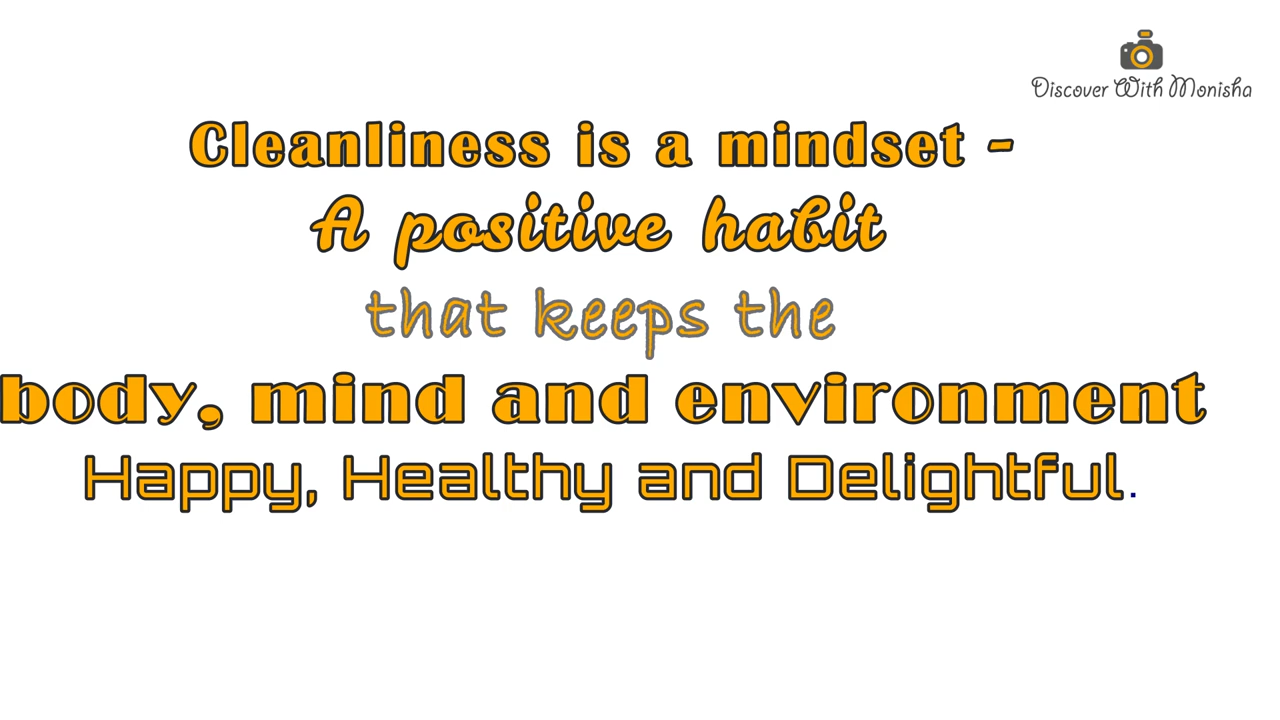 Discover With Monisha
Cleanliness is a mindset -
A positive habit
that keeps the
body, mind and environment
Happy, Healthy and Delightful.